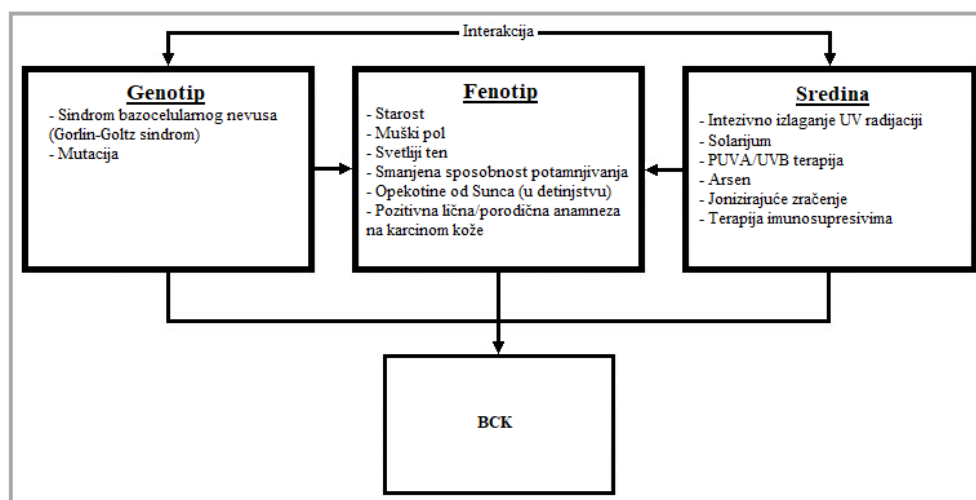 Interakcija
Genotip
- Sindrom bazocelularnog nevusa
(Gorlin-Goltz sindrom)
- Mutacija
Fenotip
- Starost
- Muški pol
- Svetliji ten
- Smanjena sposobnost potamnjivanja
- Opekotine od Sunca (u detinjstvu)
- Pozitivna lična/porodična anamneza
na karcinom kože
Sredina
- Intezivno izlaganje UV radijaciji
- Solarijum
- PUVA/UVB terapija
- Arsen
- Jonizirajuće zračenje
- Terapija imunosupresivima
BCK